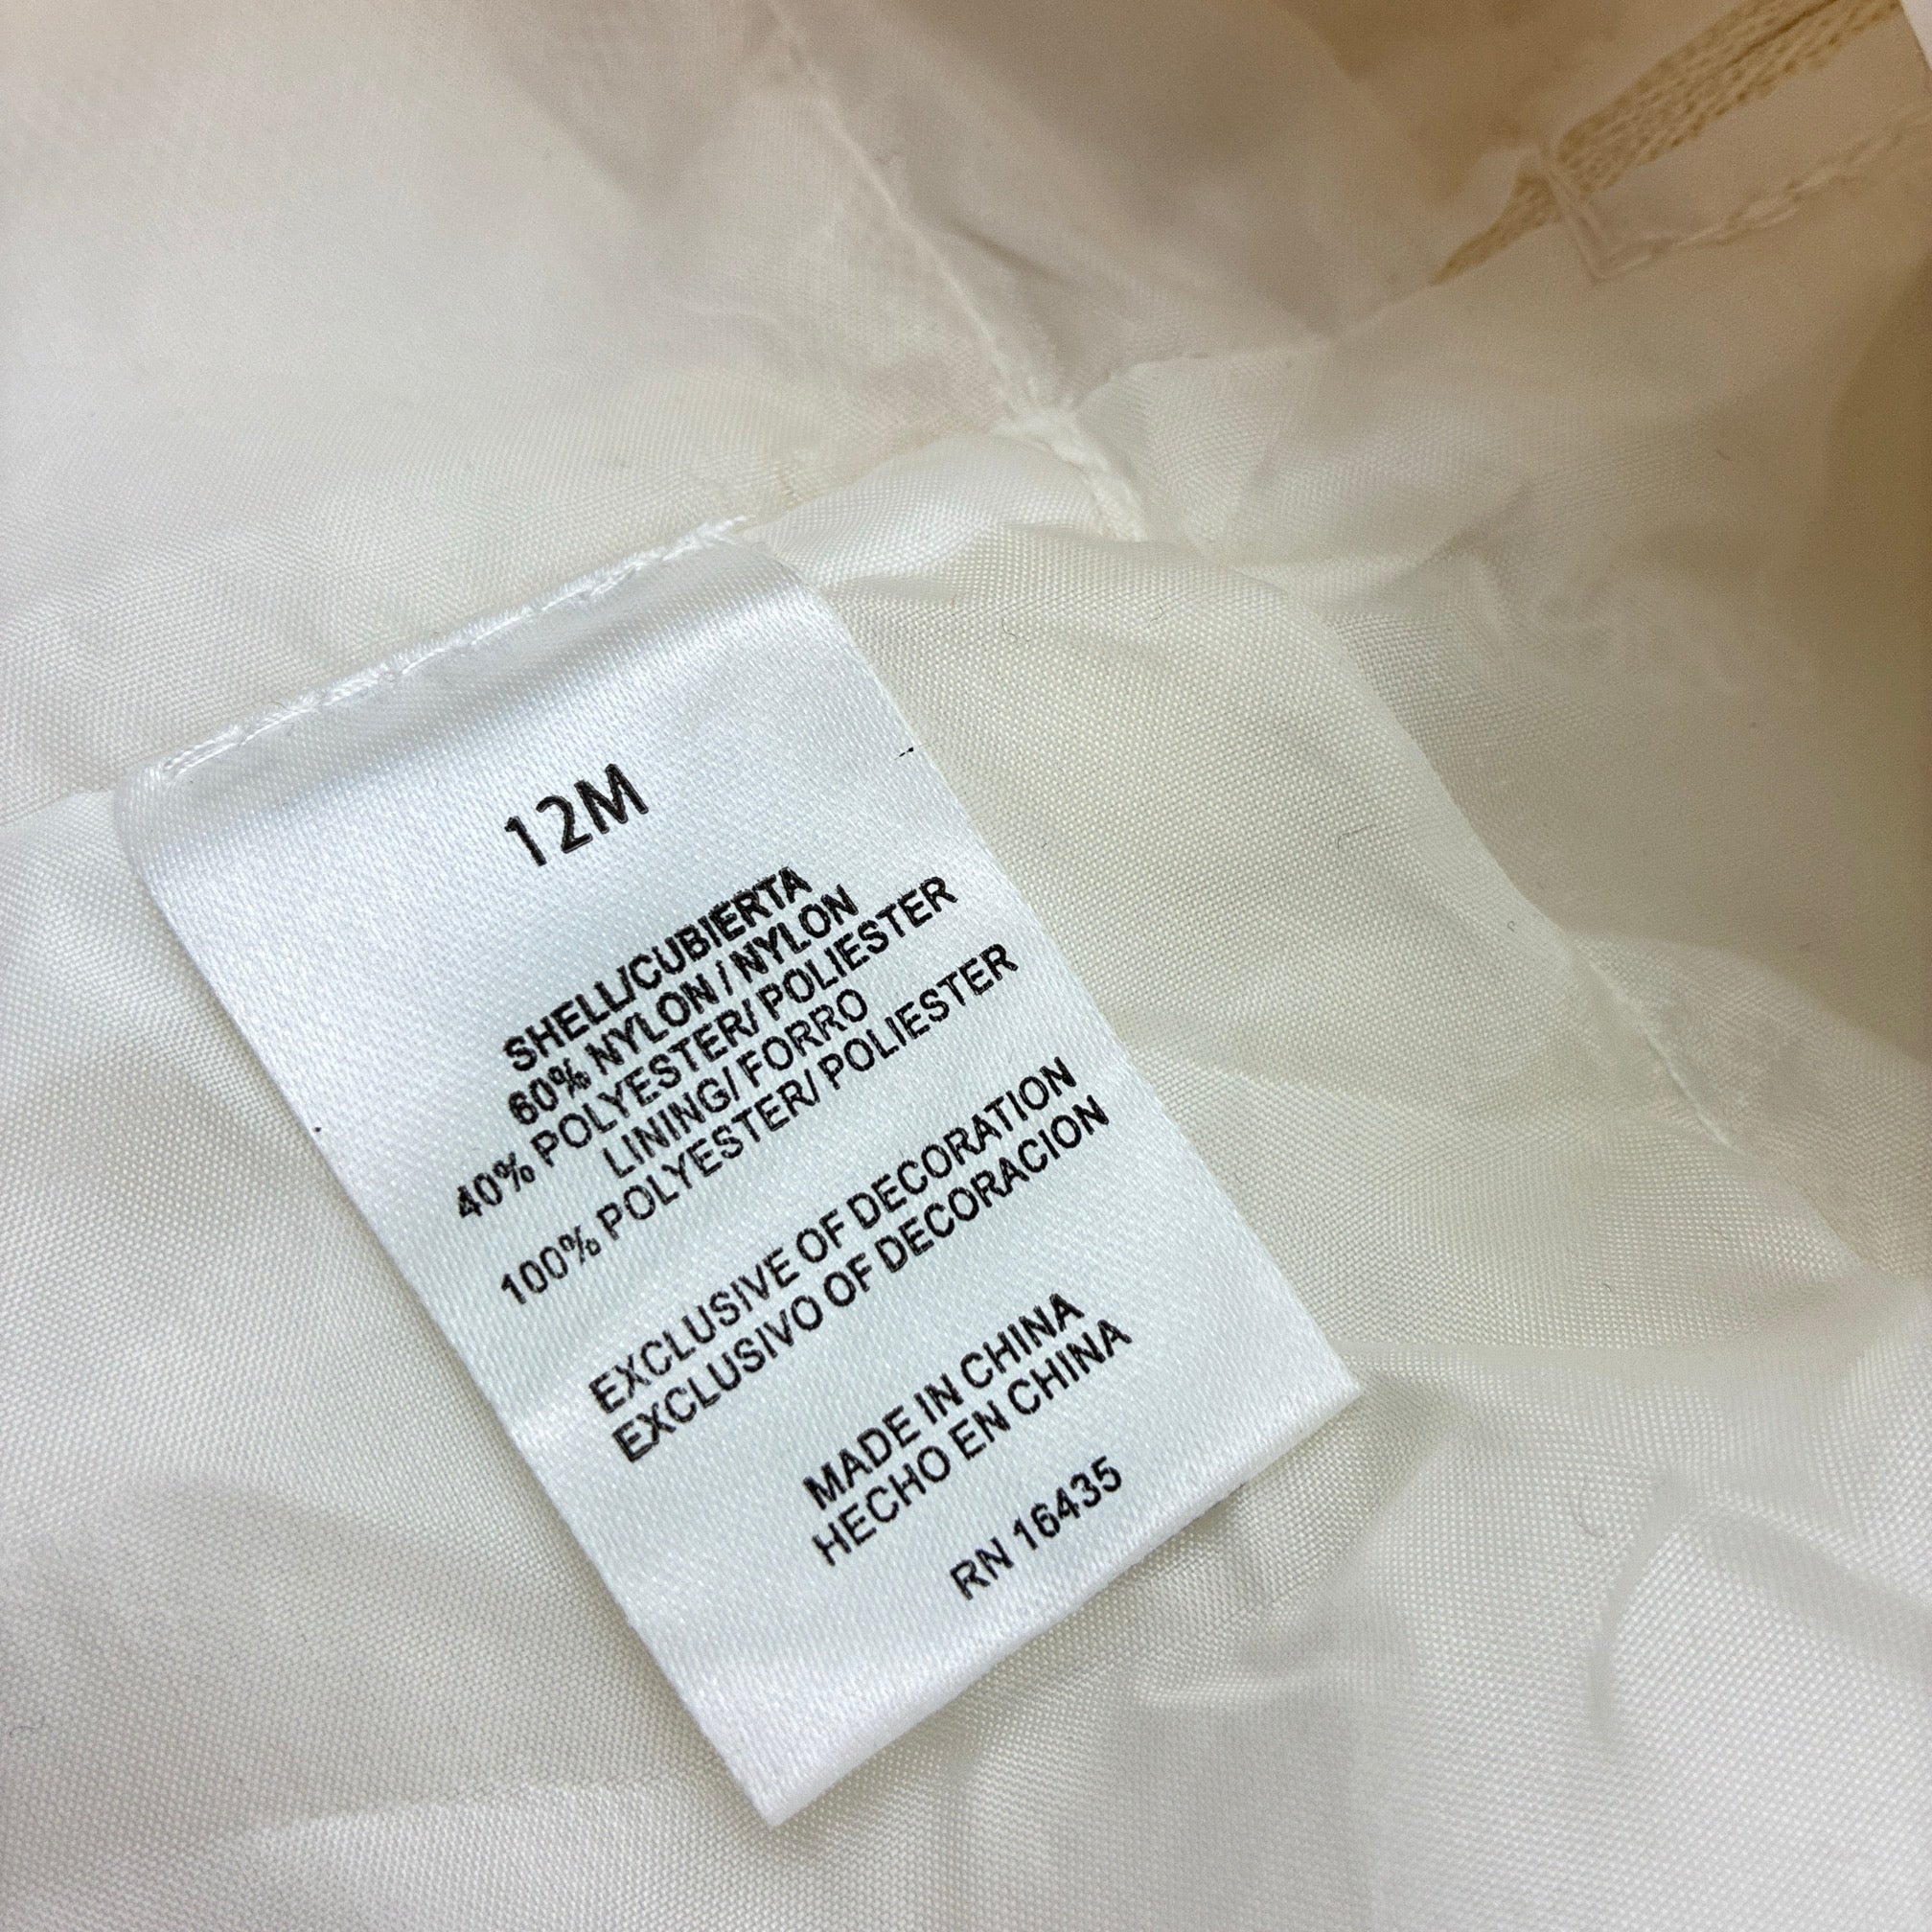 12M
SHELL/CUBIERTA
60% NYLON / NYLON
40% POLYESTER/ POLIESTER
LINING/ FORRO
100% POLYESTER/ POLIESTER
EXCLUSIVE OF DECORATION
EXCLUSIVO OF DECORACION
MADE IN CHINA
HECHO EN CHINA
RN 16435